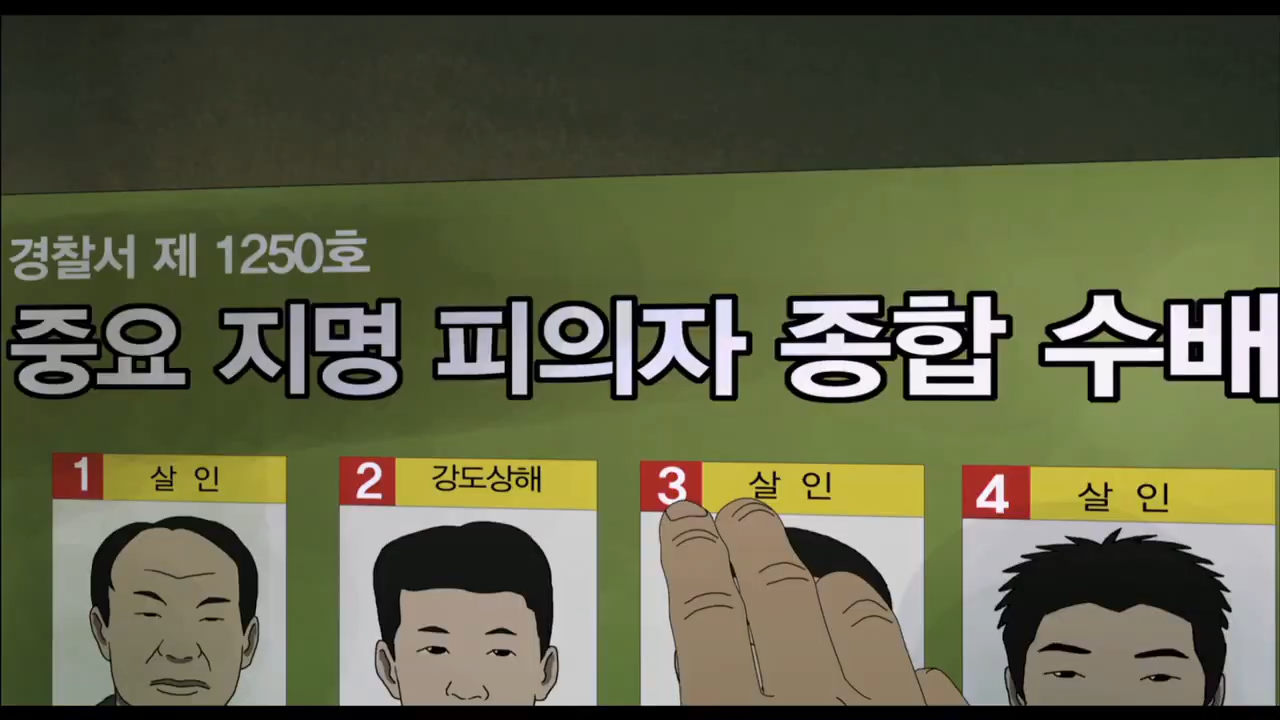 경찰서 제 1250호
중요 지명 피의자 종합 수배
1 살 인
2 강도상해
3 살 인
4 살 인